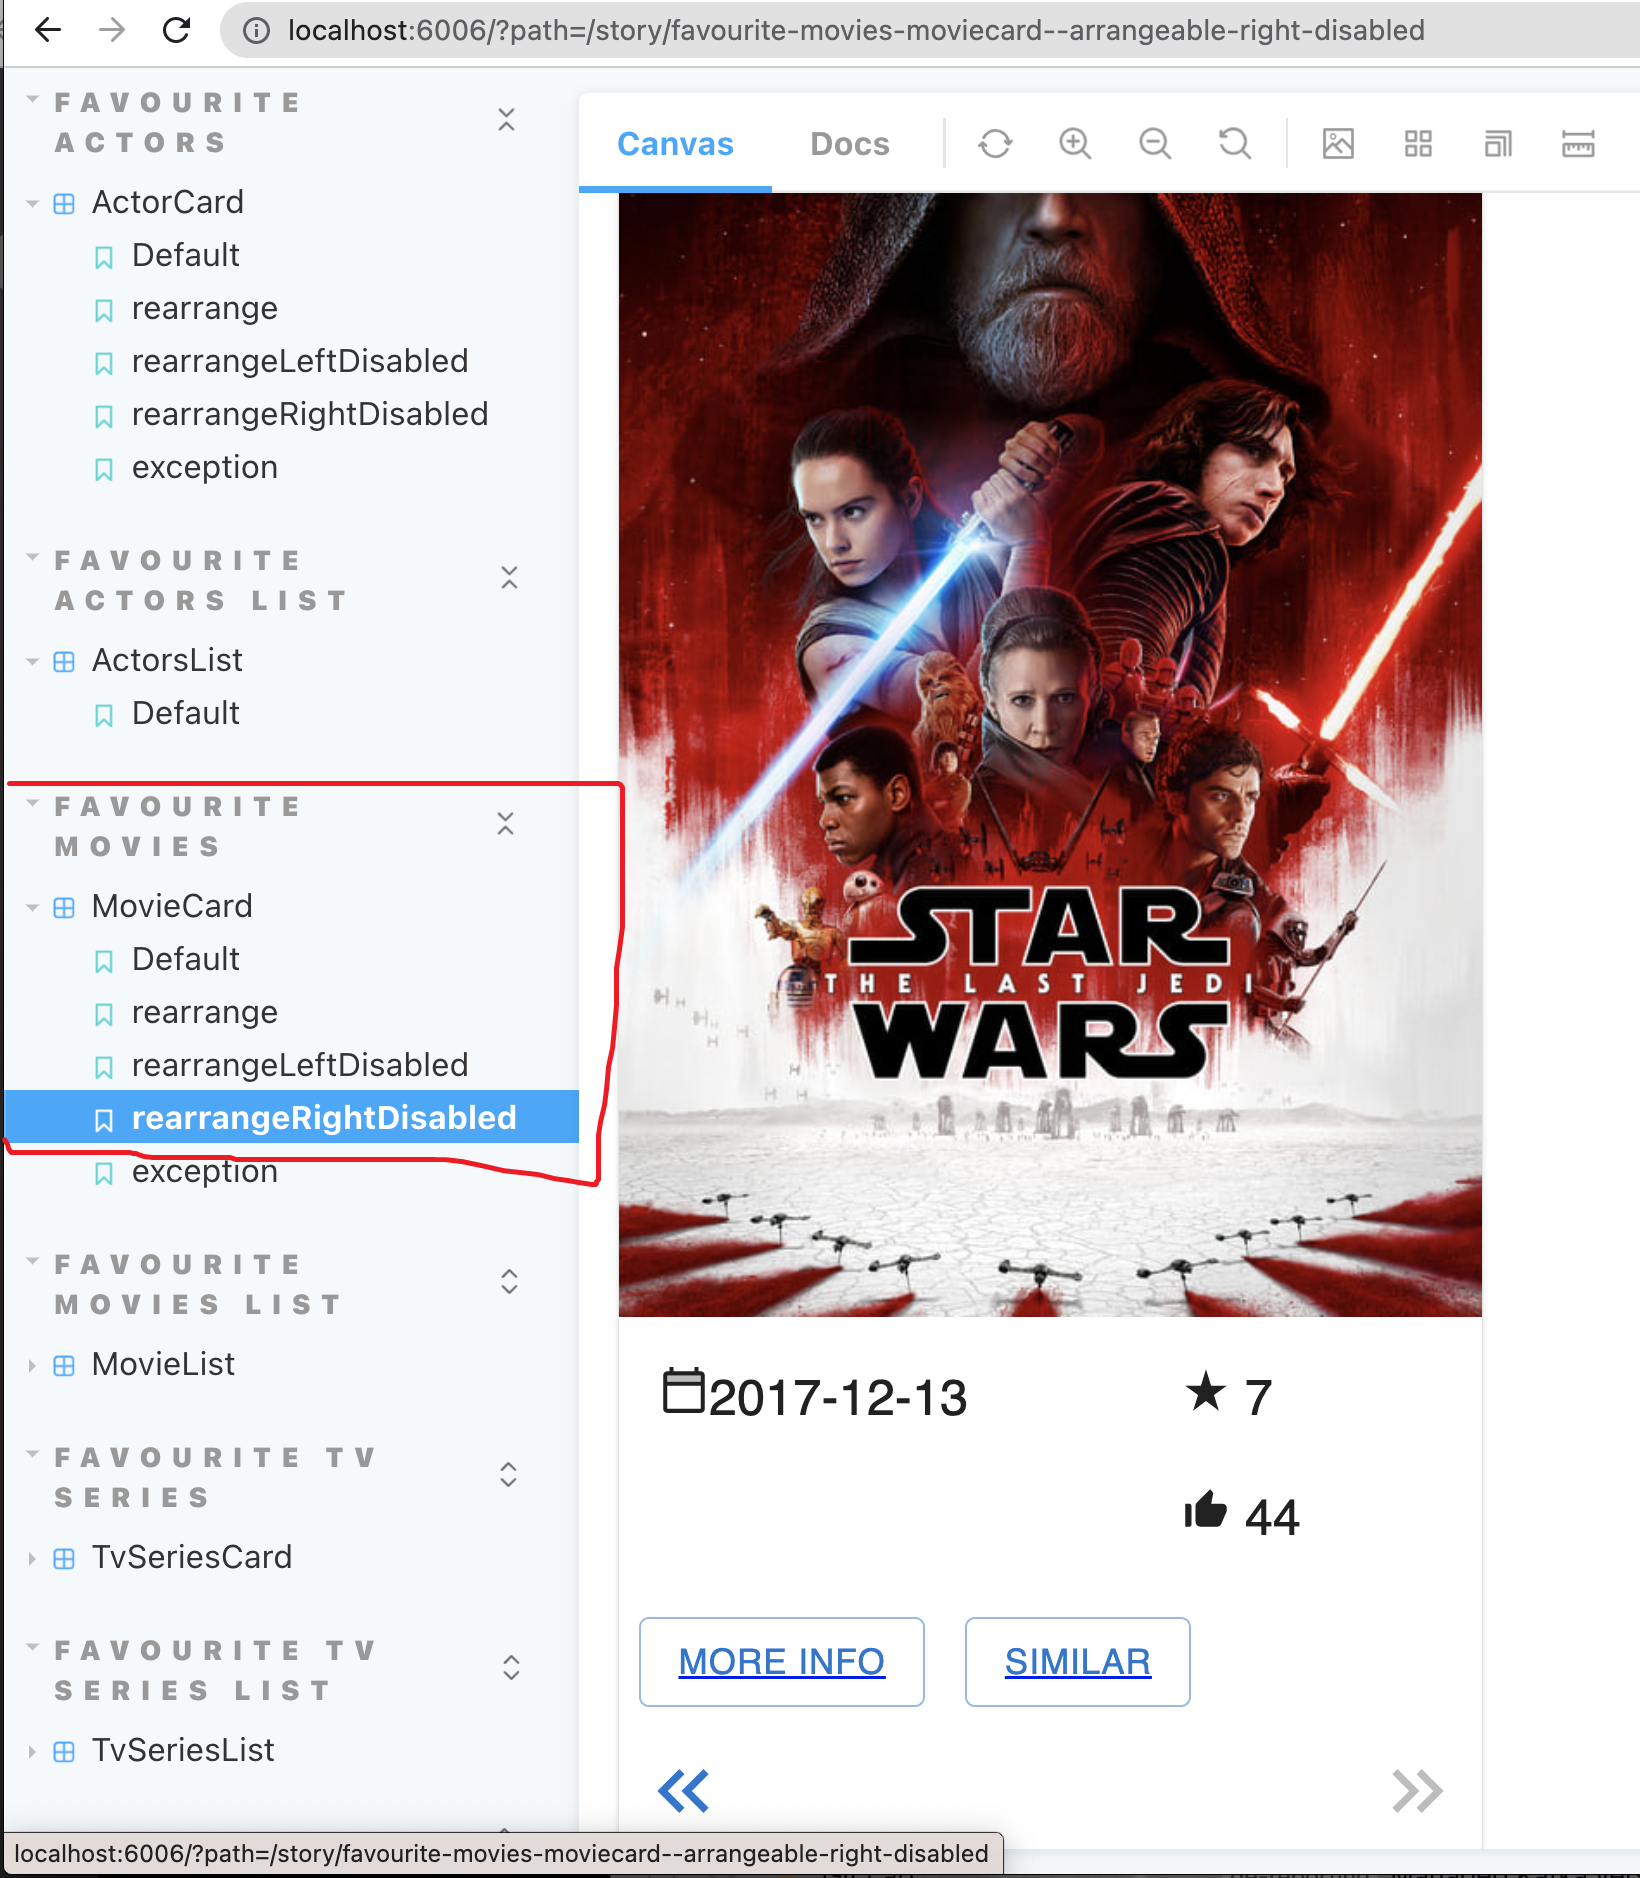 localhost:6006/?path=/story/favourite-movies-moviecard--arrangeable-right-disabled
FAVOURITE
ACTORS
ActorCard
Default
rearrange
rearrangeLeftDisabled
rearrangeRightDisabled
exception
FAVOURITE
ACTORS LIST
ActorsList
Default
FAVOURITE
MOVIES
MovieCard
Default
rearrange
rearrangeLeftDisabled
rearrangeRightDisabled
exception
FAVOURITE
MOVIES LIST
MovieList
FAVOURITE TV
SERIES
TvSeriesCard
FAVOURITE TV
SERIES LIST
TvSeriesList
Canvas Docs
STAR
THE LAST JEDI
WARS
2017-12-13 7
44
MORE INFO SIMILAR
localhost:6006/?path=/story/favourite-movies-moviecard--arrangeable-right-disabled